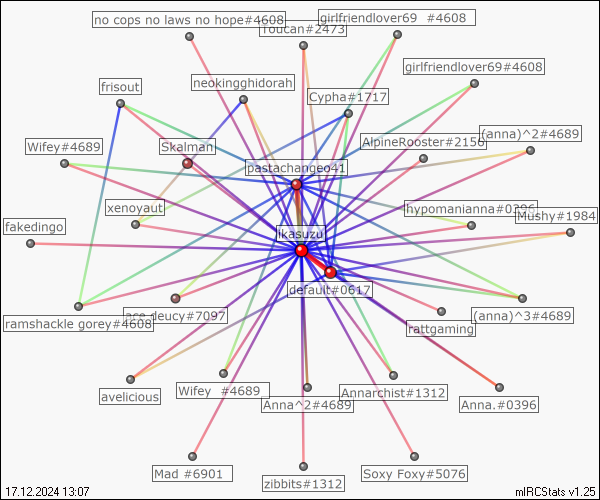 no cops no laws no hope#4608
girlfriendlover69 #4608
Toucan#2473
girlfriendlover69#4608
frisout
neokingghidorah
Cypha#1717
Wifey#4689
Skalman
AlpineRooster#2156
(anna)^2#4689
pastachangeo41
xenoyaut
hypomanianna#0396
Mushy#1984
fakedingo
ikasuzu
default#0617
ramshackle gorey#4608
ace deucy#7097
rattgaming
(anna)^3#4689
avelicious
Wifey #4689
Anna^2#4689
Annarchist#1312
Anna.#0396
Mad #6901
zibbits#1312
Soxy Foxy#5076
17.12.2024 13:07
mIRCStats v1.25